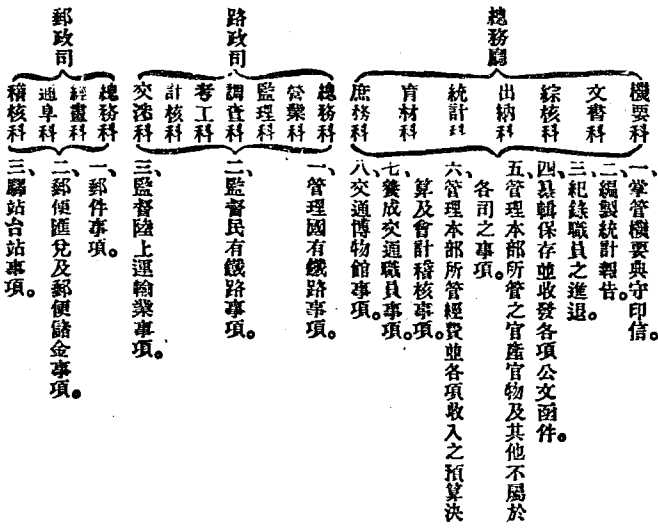 總務廳
機要科
文書科
綜核科
出納科
統計科
育材科
庶務科
一、掌管機要典守印信。
二、編製統計報告。
三、紀錄職員之進退。
四、纂輯保存並收發各項公文函件。
五、管理本部所管之官產官物及其他不屬於
各司之事項。
六、管理本部所管經費並各項收入之預算決
算及會計稽核事項。
七、養成交通職員事項。
八、交通博物館事項。
路政司
總務科
營業科
監理科
調查科
考工科
計核科
交涉科
一、管理國有鐵路事項。
二、監督民有鐵路事項。
三、監督陸上運輸業事項。
郵政司
總務科
經畫科
通阜科
稽核科
一、郵件事項。
二、郵便匯兌及郵便儲金事項。
三、驛站台站事項。